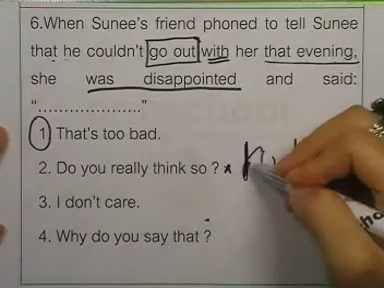 6.When Sunee's friend phoned to tell Sunee
that he couldn't go out with her that evening,
she was disappointed and said:
"………………."
1. That's too bad.
2. Do you really think so ?
3. I don't care.
4. Why do you say that ?